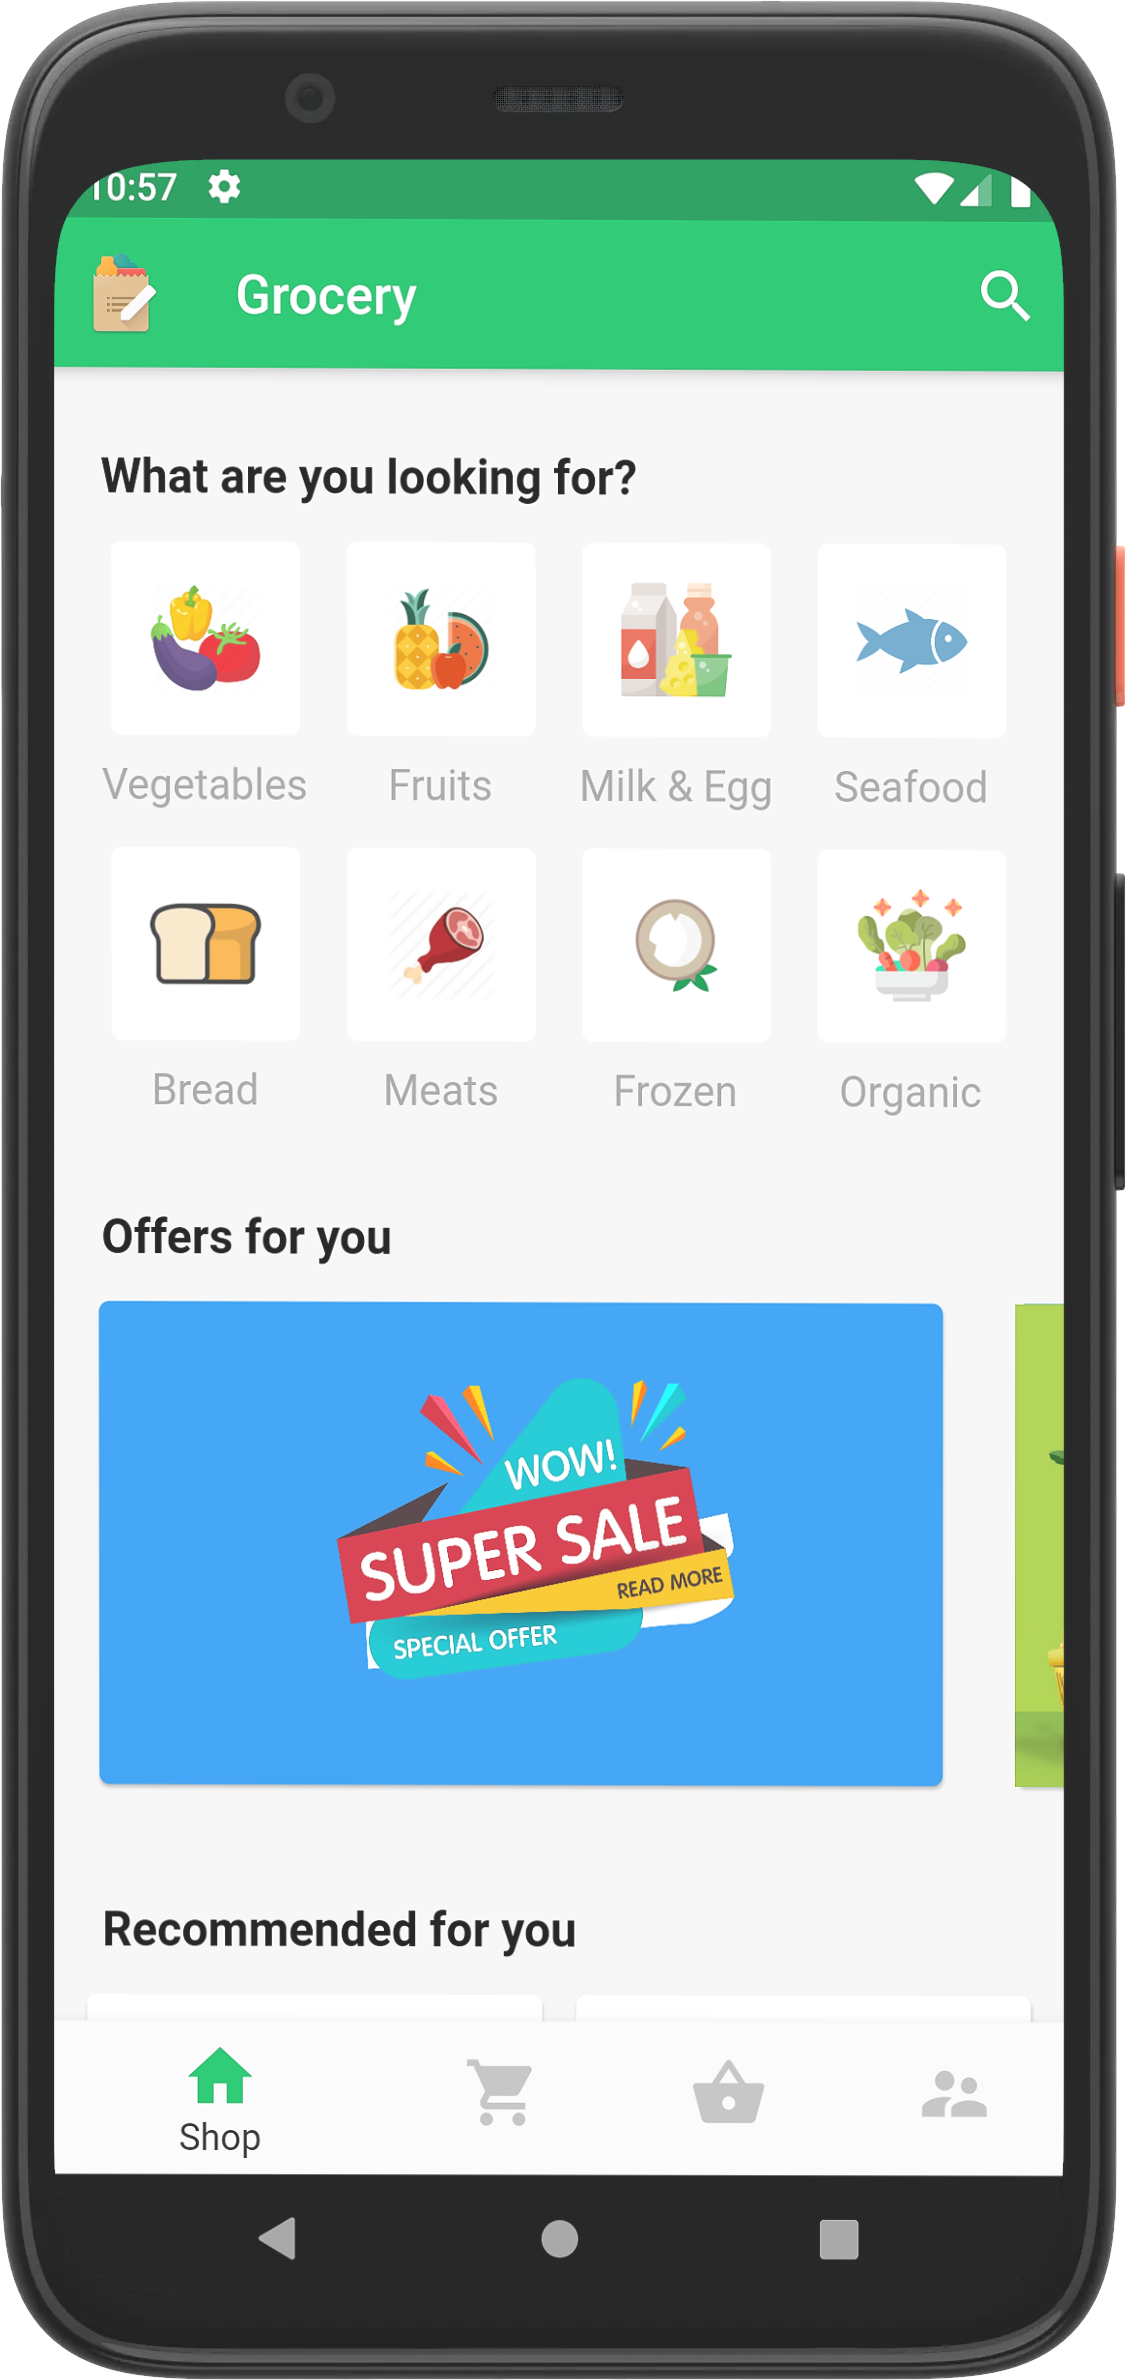 10:57
Grocery
What are you looking for?
Vegetables
Fruits
Milk & Egg
Seafood
Bread
Meats
Frozen
Organic
Offers for you
WOW!
SUPER SALE
READ MORE
SPECIAL OFFER
Recommended for you
Shop